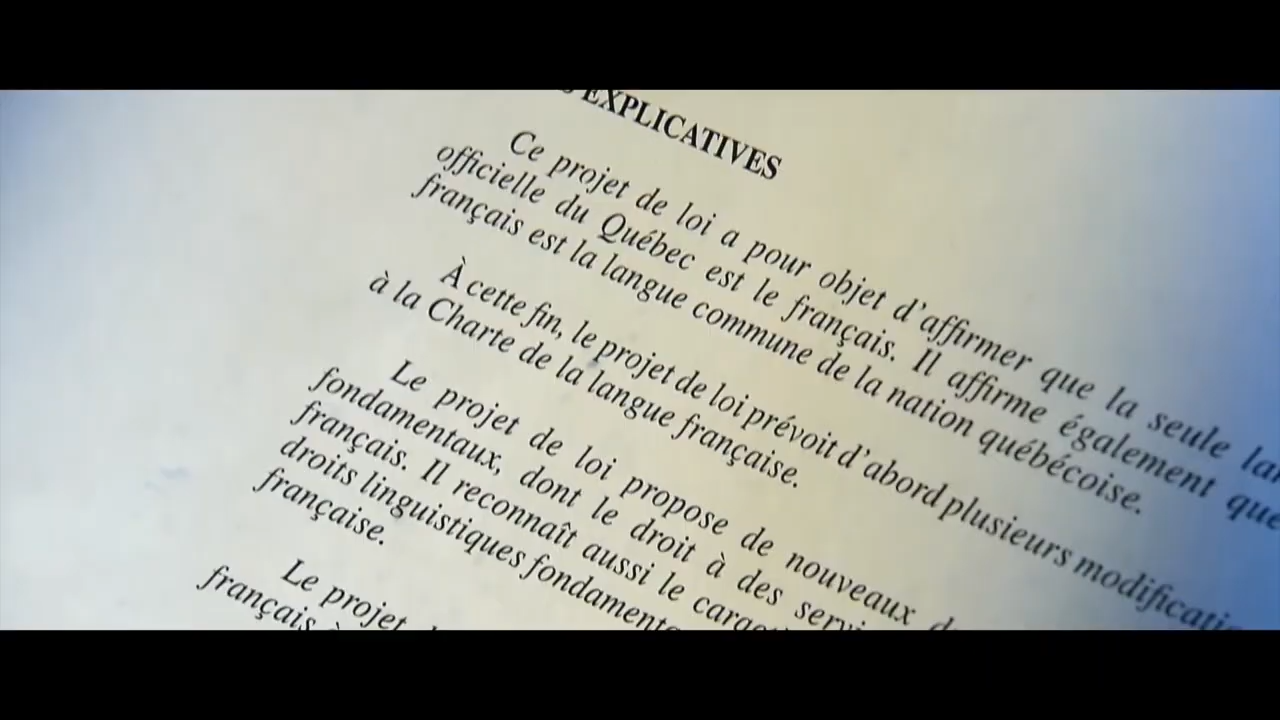 EXPLICATIVES
Ce projet de loi a pour objet d'affirmer que la seule
officielle du Québec est le français. Il affirme également que
français est la langue commune de la nation québécoise.
À cette fin, le projet de loi prévoit d'abord plusieurs
à la Charte de la langue française.
Le projet de loi propose de nouveaux
fondamentaux, dont le droit à des
français. Il reconnaît aussi le
droits linguistiques
française.
Le projet
français